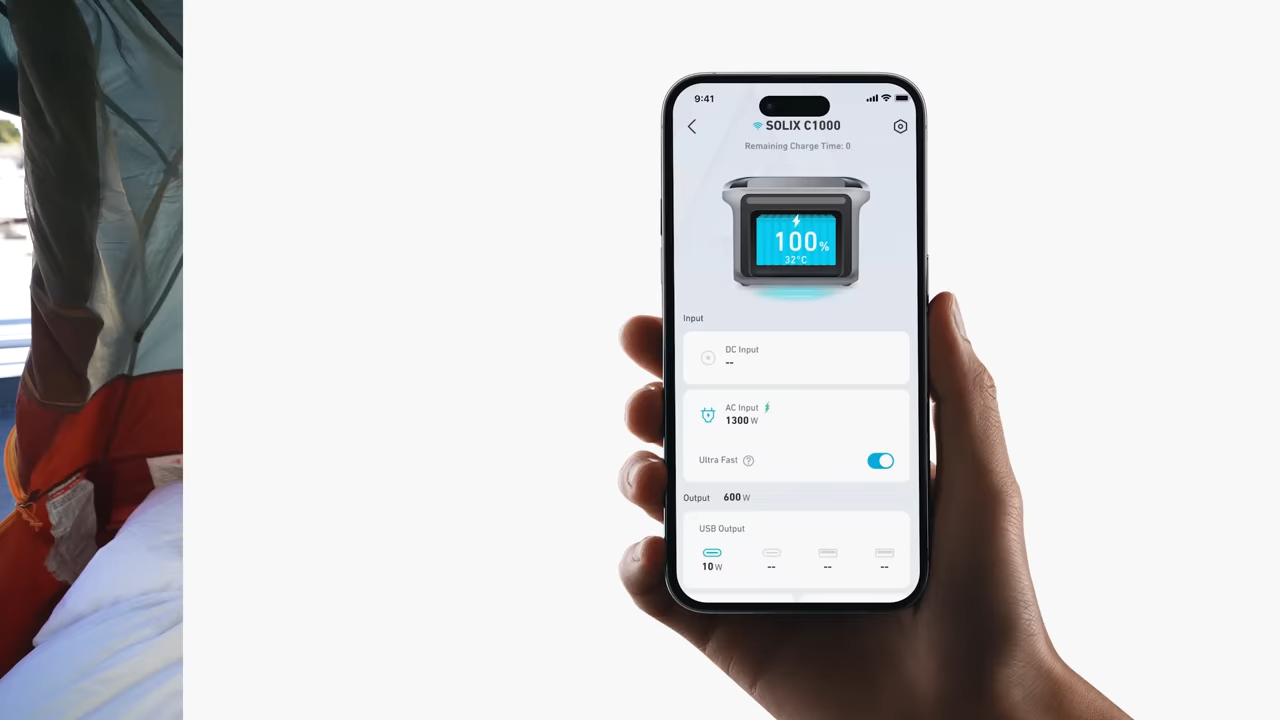 9:41
SOLIX C1000
Remaining Charge Time: 0
100%
32°C
Input
DC Input
--
AC Input
1300 W
Ultra Fast
Output 600 W
USB Output
10 W -- -- --